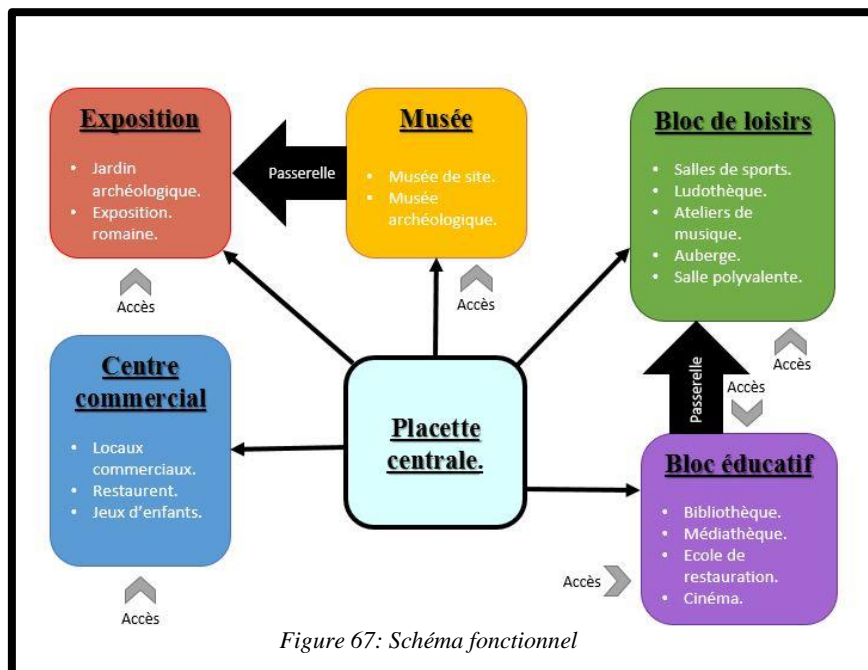 Exposition
• Jardin
archéologique.
• Exposition.
romaine.
Passerelle
Musée
• Musée de site.
• Musée
archéologique.
Bloc de loisirs
• Salles de sports.
• Ludothèque.
• Ateliers de
musique.
• Auberge.
• Salle polyvalente.
Accès
Accès
Accès
Centre
commercial
• Locaux
commerciaux.
• Restaurent.
• Jeux d'enfants.
Placette
centrale.
Passerelle
Accès
Bloc éducatif
• Bibliothèque.
• Médiathèque.
• Ecole de
restauration.
• Cinéma.
Accès
Accès
Figure 67: Schéma fonctionnel